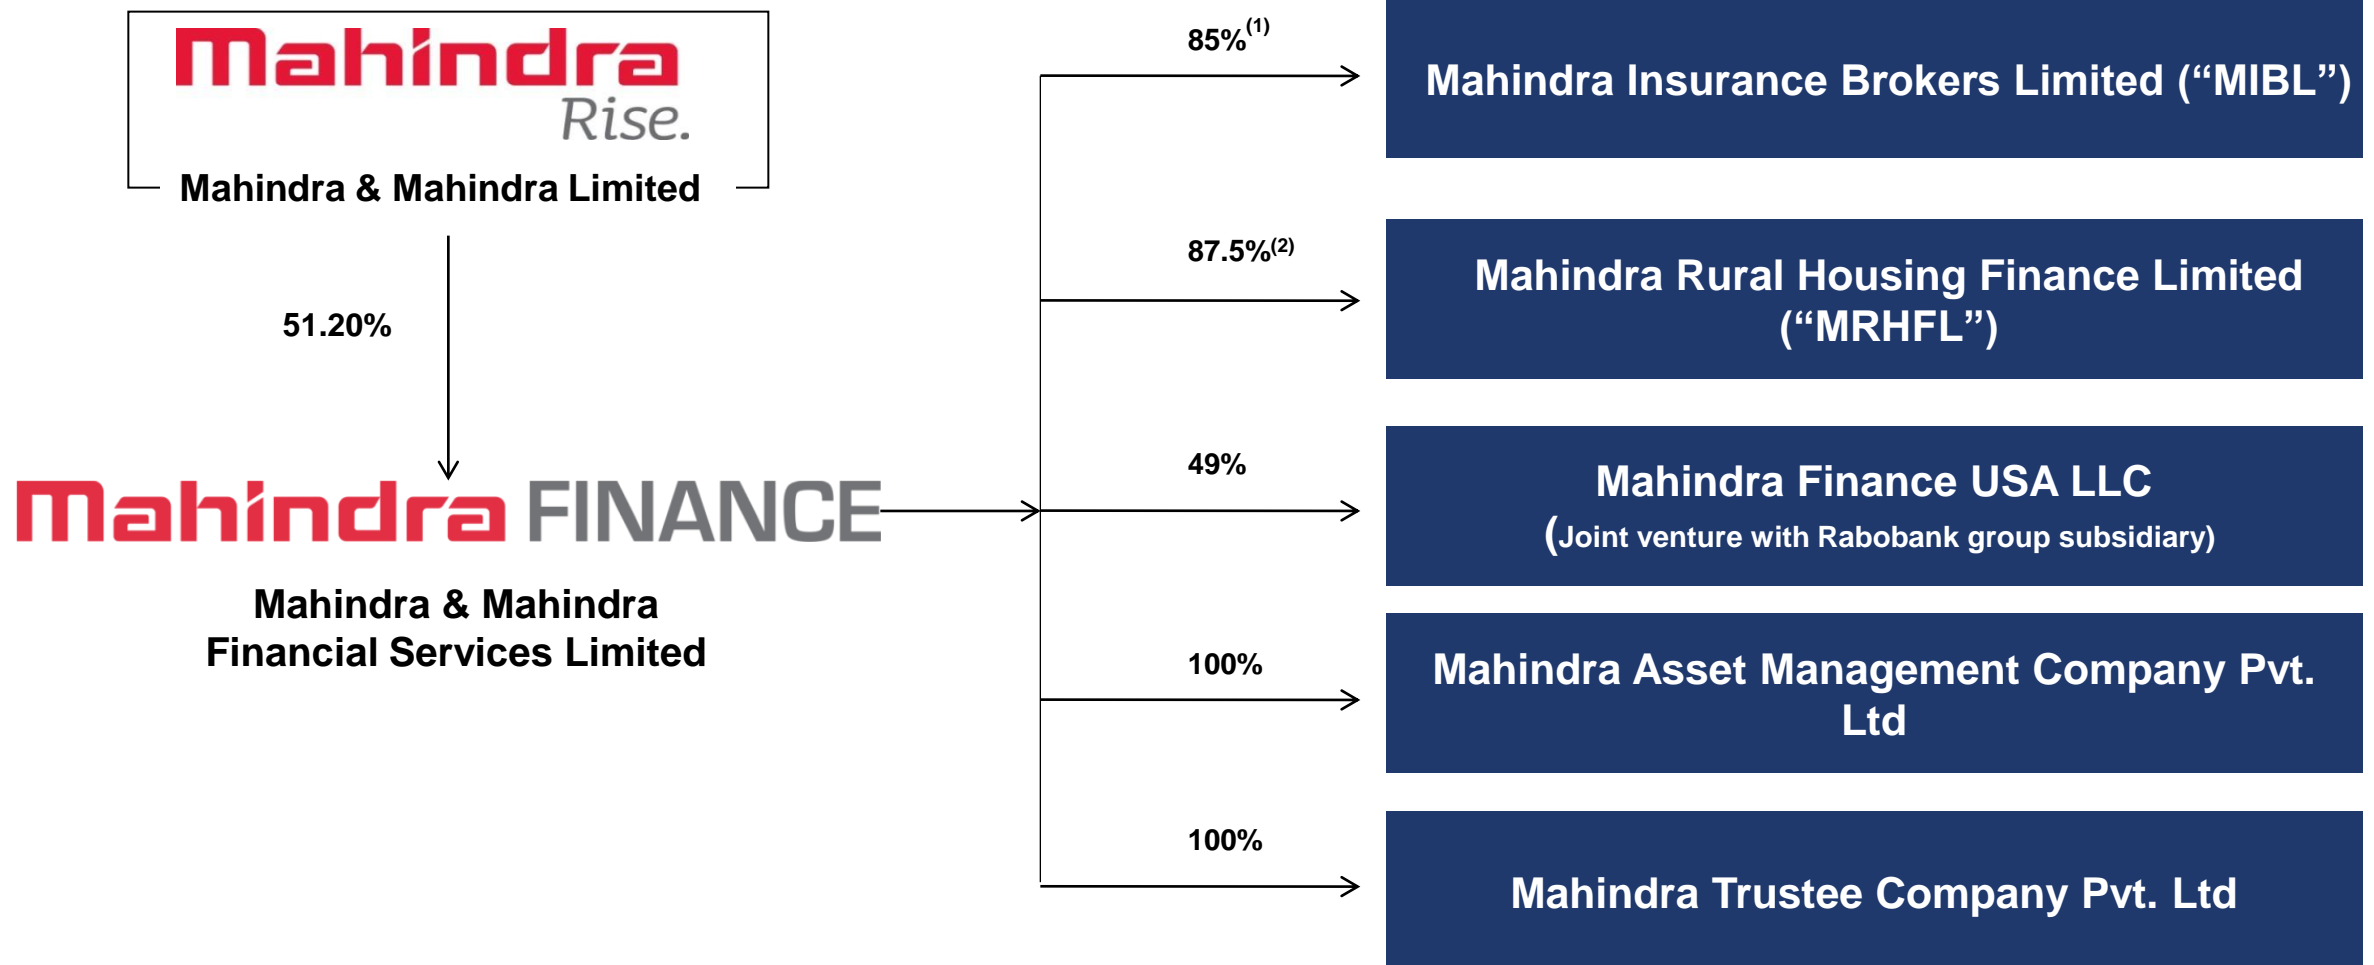 Mahindra
Rise.
Mahindra & Mahindra Limited
51.20%
Mahindra FINANCE
Mahindra & Mahindra
Financial Services Limited
85%(1)
Mahindra Insurance Brokers Limited (“MIBL”)
87.5%(2)
Mahindra Rural Housing Finance Limited
(“MRHFL”)
49%
Mahindra Finance USA LLC
(Joint venture with Rabobank group subsidiary)
100%
Mahindra Asset Management Company Pvt.
Ltd
100%
Mahindra Trustee Company Pvt. Ltd